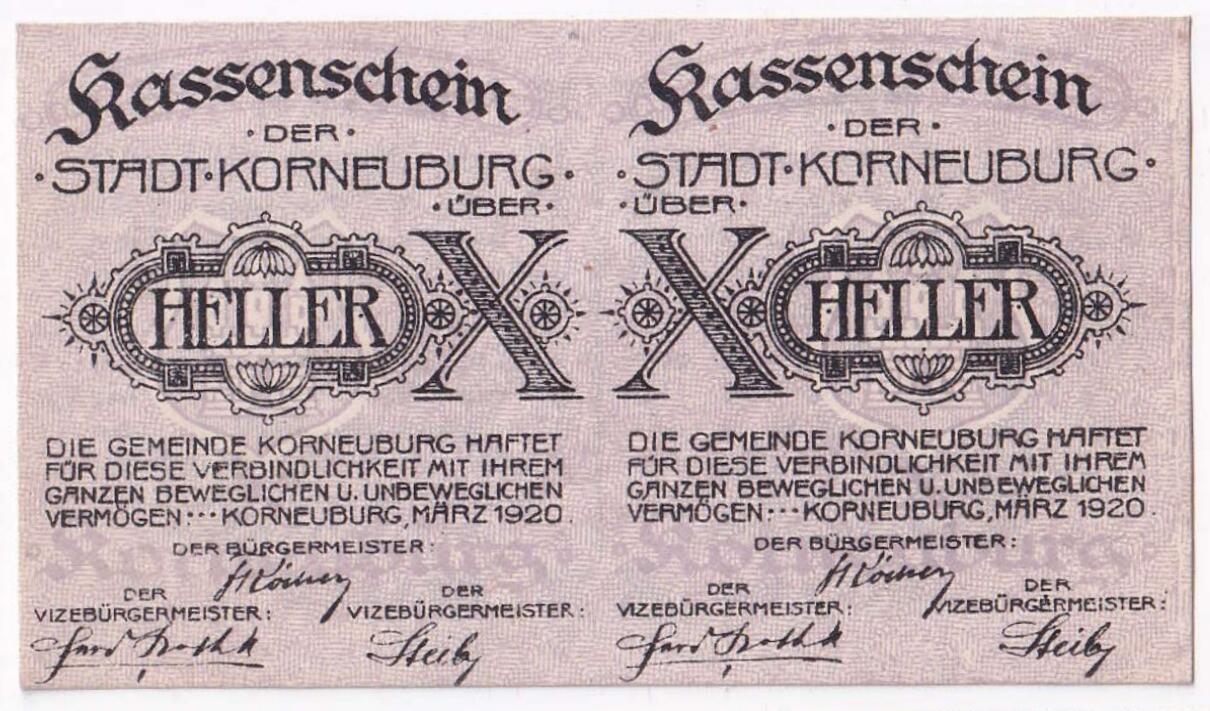 Kassenschein
· DER ·
· STADT · KORNEUBURG ·
· ÜBER ·
HELLER X
DIE GEMEINDE KORNEUBURG HAFTET
FÜR DIESE VERBINDLICHKEIT MIT IHREM
GANZEN BEWEGLICHEN U. UNBEWEGLICHEN
VERMÖGEN: ··· KORNEUBURG, MÄRZ 1920.
DER BÜRGERMEISTER:
DER
VIZEBÜRGERMEISTER:
DER
VIZEBÜRGERMEISTER:
Steiby
Kassenschein
· DER ·
· STADT · KORNEUBURG ·
· ÜBER ·
X HELLER
DIE GEMEINDE KORNEUBURG HAFTET
FÜR DIESE VERBINDLICHKEIT MIT IHREM
GANZEN BEWEGLICHEN U. UNBEWEGLICHEN
VERMÖGEN: ··· KORNEUBURG, MÄRZ 1920.
DER BÜRGERMEISTER:
DER
VIZEBÜRGERMEISTER:
DER
VIZEBÜRGERMEISTER:
Steiby